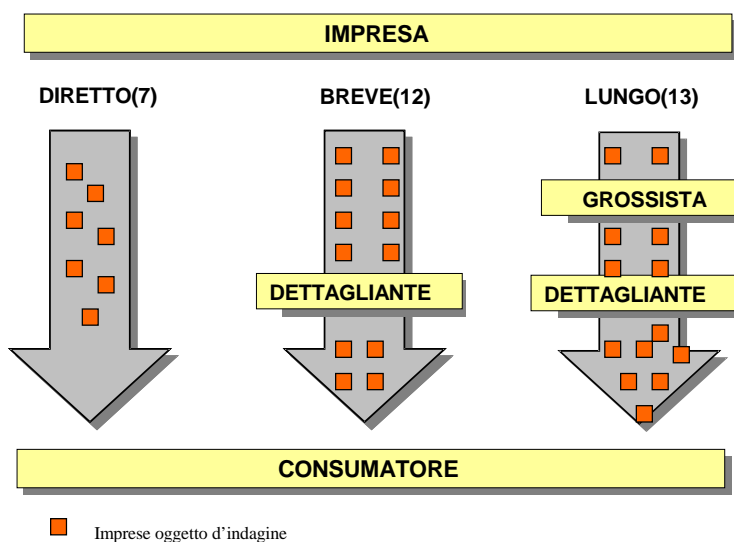 IMPRESA
DIRETTO(7) BREVE(12) LUNGO(13)
GROSSISTA
DETTAGLIANTE DETTAGLIANTE
CONSUMATORE
Imprese oggetto d'indagine